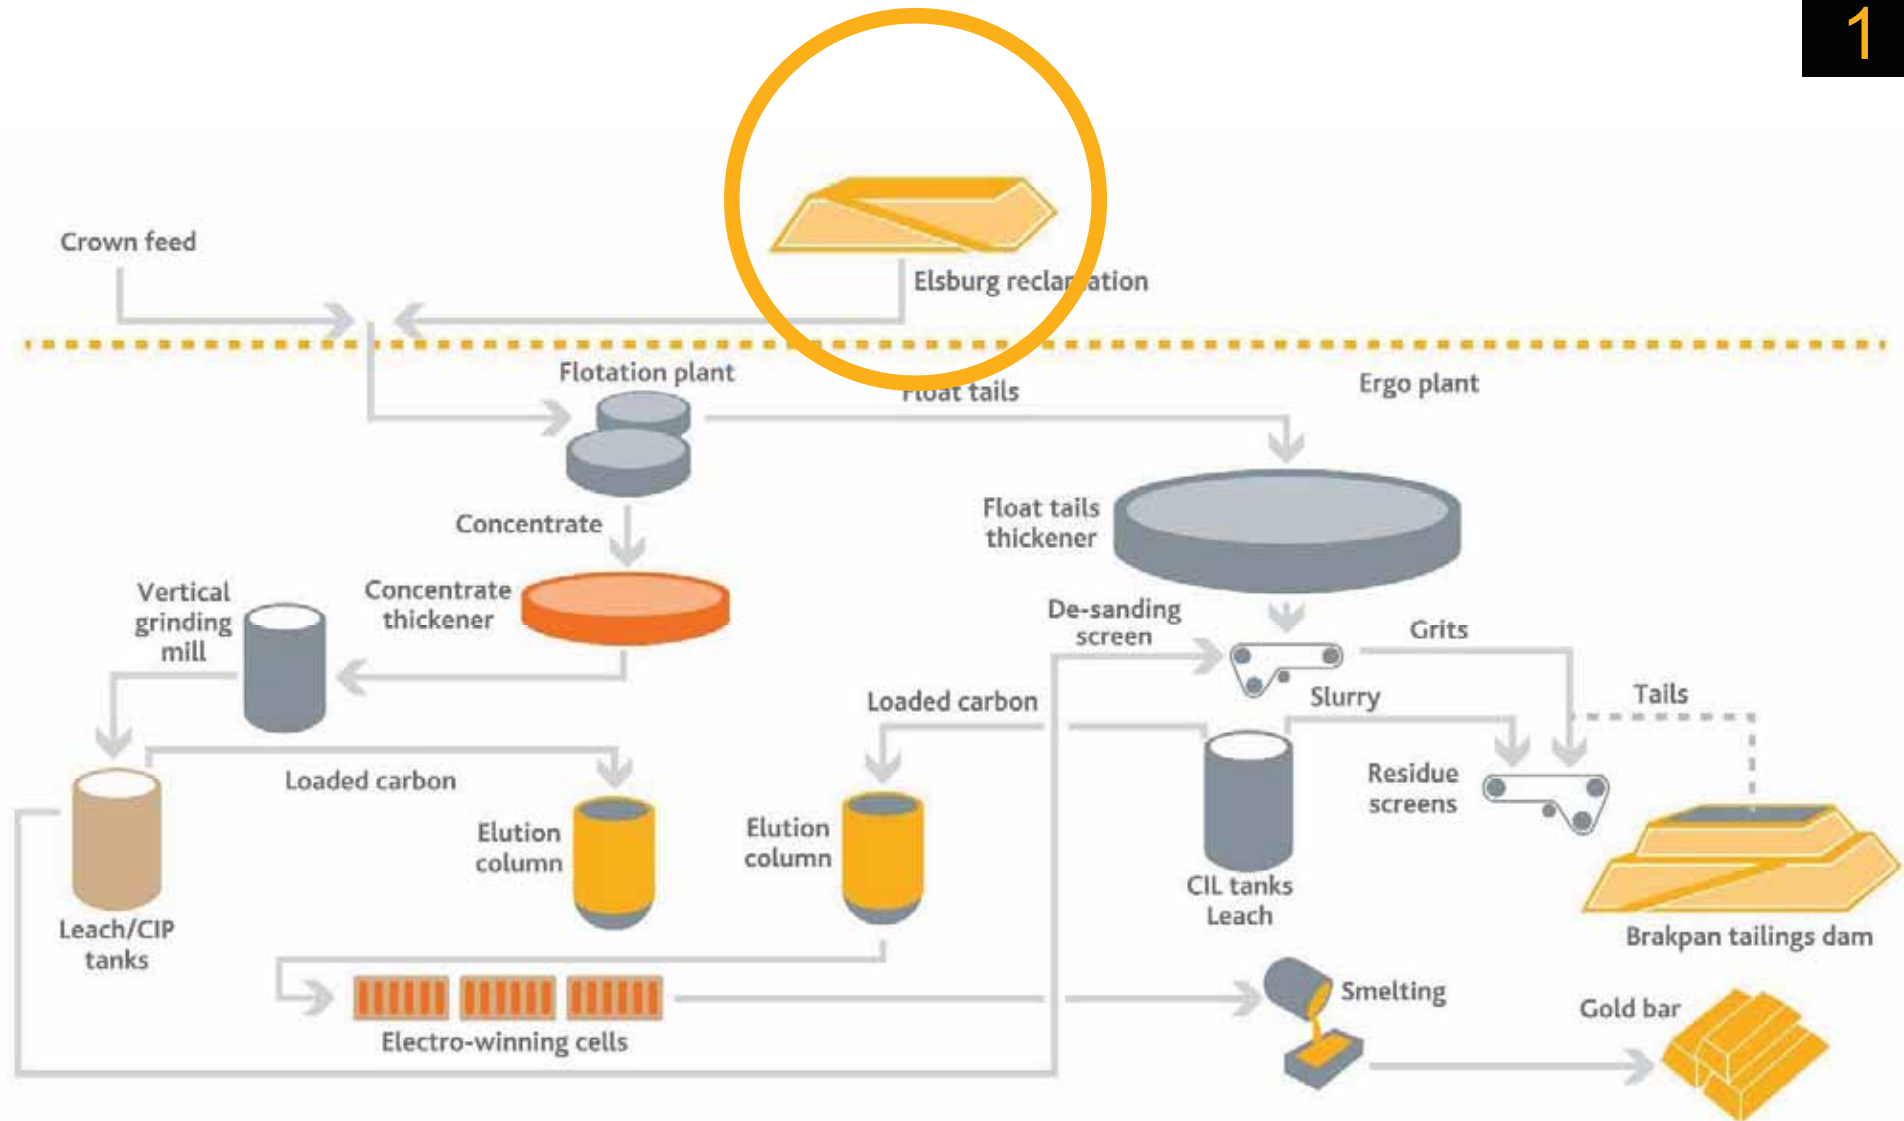 1
Crown feed
Elsburg reclamation
Flotation plant
Float tails
Ergo plant
Concentrate
Float tails
thickener
Vertical
grinding
mill
Concentrate
thickener
De-sanding
screen
Grits
Loaded carbon
Slurry
Tails
Loaded carbon
Residue
screens
Elution
column
Elution
column
CIL tanks
Leach
Leach/CIP
tanks
Brakpan tailings dam
Smelting
Gold bar
Electro-winning cells